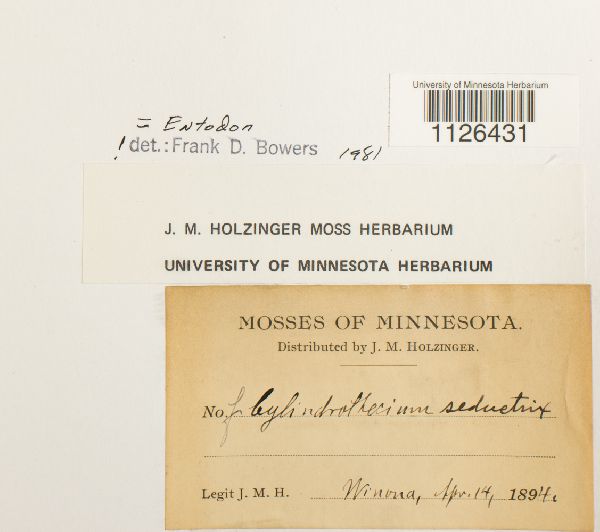 University of Minnesota Herbarium
1126431
= Entodon
! det.: Frank D. Bowers 1981
J. M. HOLZINGER MOSS HERBARIUM
UNIVERSITY OF MINNESOTA HERBARIUM
MOSSES OF MINNESOTA.
Distributed by J. M. HOLZINGER.
No. Cylindrothecium seductrix
Legit J. M. H. Winona, Apr. 14, 1894.